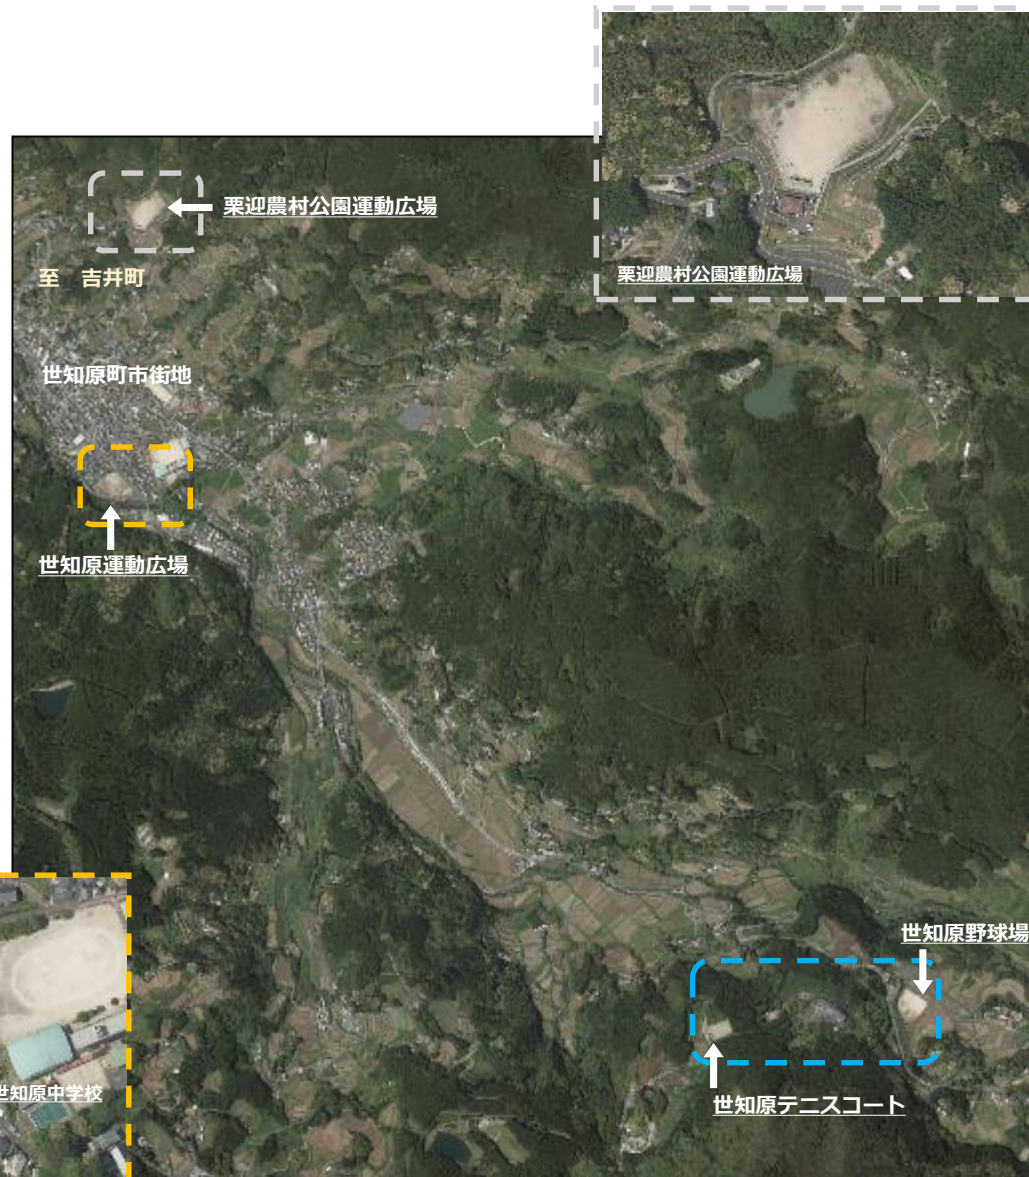 栗迎農村公園運動広場
栗迎農村公園運動広場
至　吉井町
世知原町市街地
世知原運動広場
世知原野球場
世知原中学校
世知原テニスコート